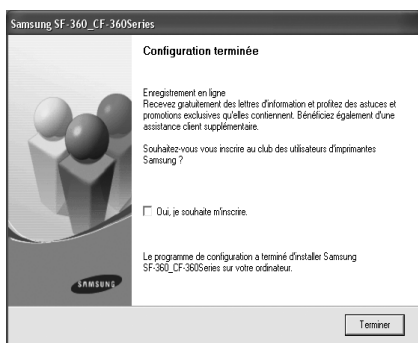 Samsung SF-360_CF-360Series
Configuration terminée
Enregistrement en ligne
Recevez gratuitement des lettres d'information et profitez des astuces et
promotions exclusives qu'elles contiennent. Bénéficiez également d'une
assistance client supplémentaire.
Souhaitez-vous vous inscrire au club des utilisateurs d'imprimantes
Samsung ?
Oui, je souhaite m'inscrire.
Le programme de configuration a terminé d'installer Samsung
SF-360_CF-360Series sur votre ordinateur.
SAMSUNG
Terminer